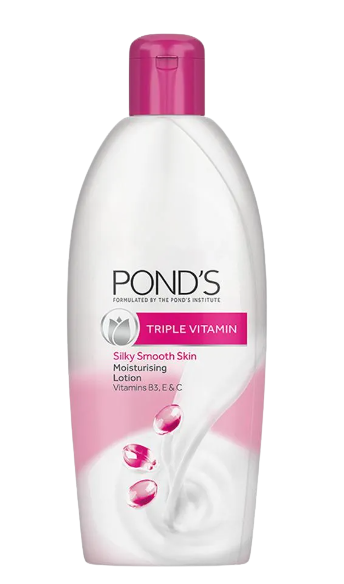 POND'S
FORMULATED BY THE POND'S INSTITUTE
TRIPLE VITAMIN
Silky Smooth Skin
Moisturising
Lotion
Vitamins B3, E & C